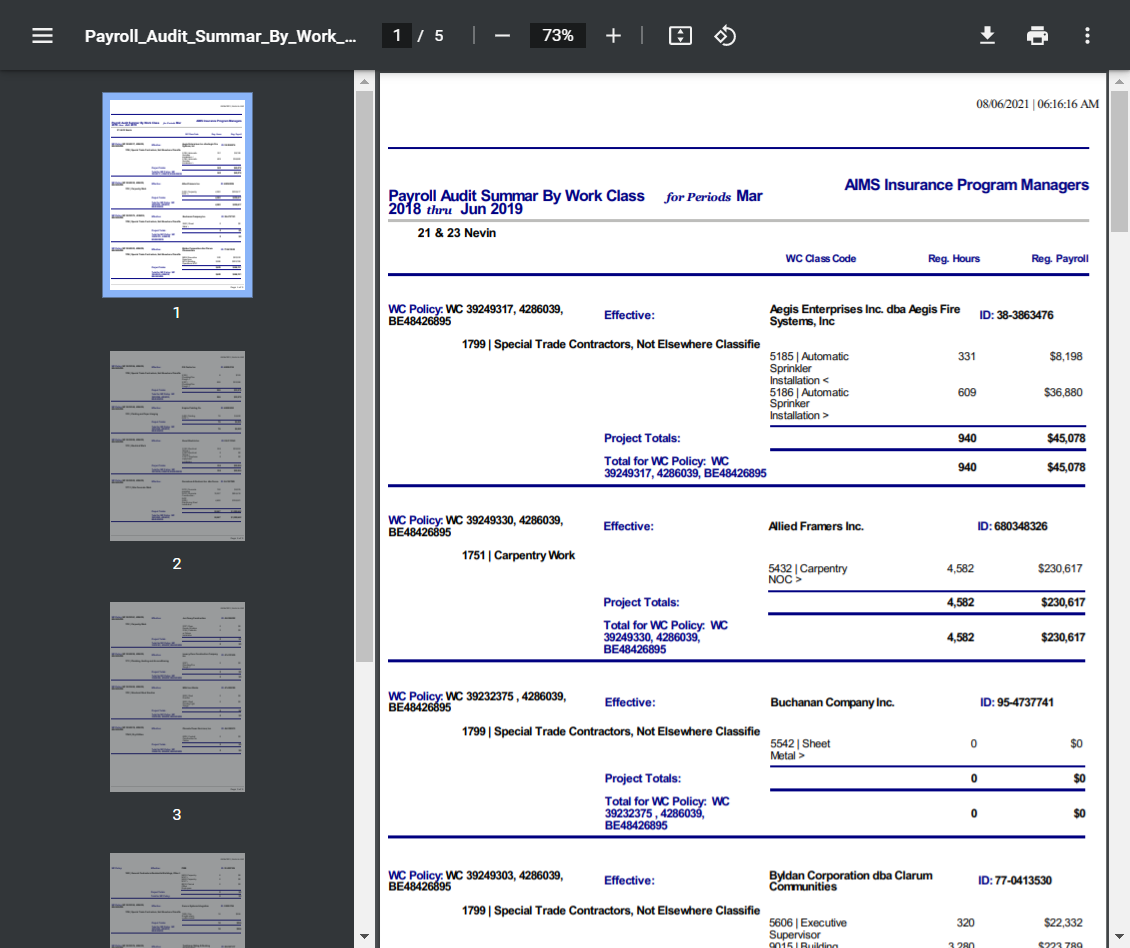 Payroll_Audit_Summar_By_Work_...
1 / 5
73%
1
2
3
08/06/2021 | 06:16:16 AM
AIMS Insurance Program Managers
Payroll Audit Summar By Work Class for Periods Mar
2018 thru Jun 2019
21 & 23 Nevin
WC Class Code Reg. Hours Reg. Payroll
WC Policy: WC 39249317, 4286039,
BE48426895
Effective:
Aegis Enterprises Inc. dba Aegis Fire
Systems, Inc
ID: 38-3863476
1799 | Special Trade Contractors, Not Elsewhere Classifie
5185 | Automatic
Sprinkler
Installation <
331 $8,198
5186 | Automatic
Sprinker
Installation >
609 $36,880
Project Totals: 940 $45,078
Total for WC Policy: WC
39249317, 4286039, BE48426895
940 $45,078
WC Policy: WC 39249330, 4286039,
BE48426895
Effective:
Allied Framers Inc.
ID: 680348326
1751 | Carpentry Work
5432 | Carpentry
NOC >
4,582 $230,617
Project Totals: 4,582 $230,617
Total for WC Policy: WC
39249330, 4286039,
BE48426895
4,582 $230,617
WC Policy: WC 39232375 , 4286039,
BE48426895
Effective:
Buchanan Company Inc.
ID: 95-4737741
1799 | Special Trade Contractors, Not Elsewhere Classifie
5542 | Sheet
Metal >
0 $0
Project Totals: 0 $0
Total for WC Policy: WC
39232375 , 4286039,
BE48426895
0 $0
WC Policy: WC 39249303, 4286039,
BE48426895
Effective:
Byldan Corporation dba Clarum
Communities
ID: 77-0413530
1799 | Special Trade Contractors, Not Elsewhere Classifie
5606 | Executive
Supervisor
320 $22,332
9015 | Building 3,280 $223,789